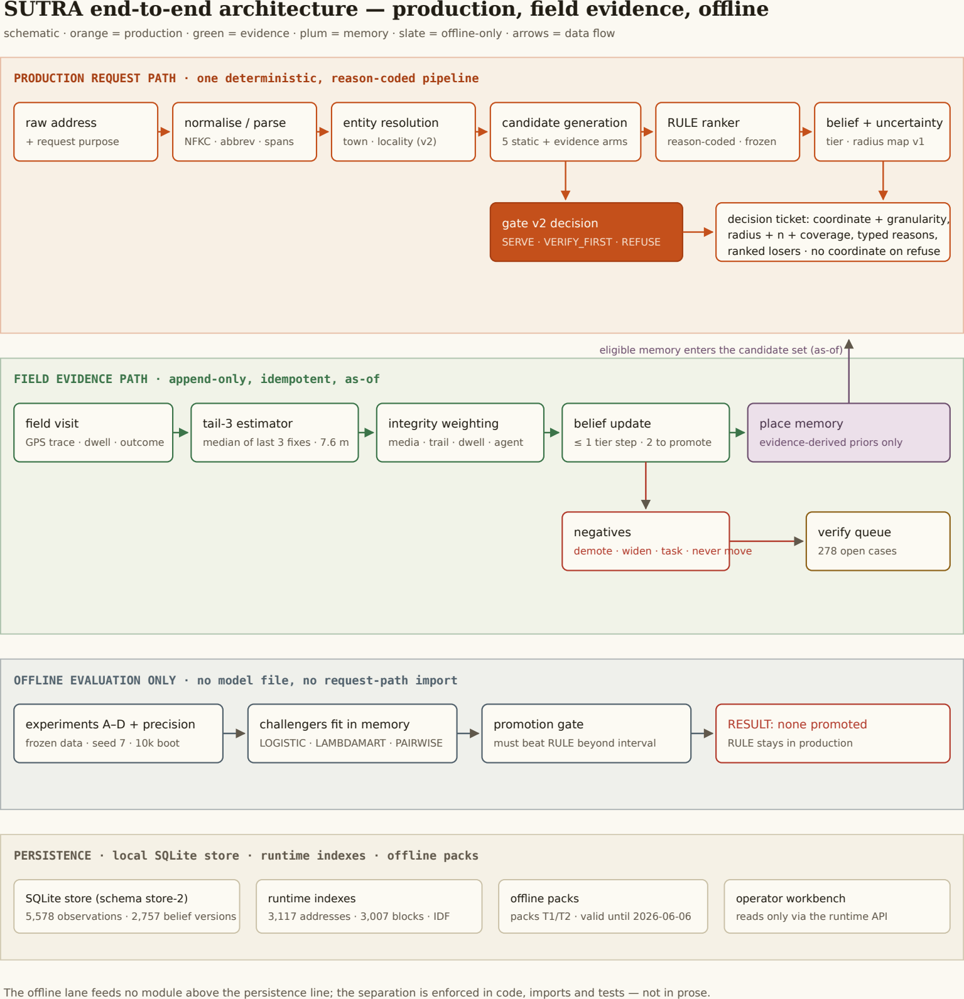 SUTRA end-to-end architecture — production, field evidence, offline
schematic · orange = production · green = evidence · plum = memory · slate = offline-only · arrows = data flow
PRODUCTION REQUEST PATH · one deterministic, reason-coded pipeline
raw address
+ request purpose
normalise / parse
NFKC · abbrev · spans
entity resolution
town · locality (v2)
candidate generation
5 static + evidence arms
RULE ranker
reason-coded · frozen
belief + uncertainty
tier · radius map v1
gate v2 decision
SERVE · VERIFY_FIRST · REFUSE
decision ticket: coordinate + granularity,
radius + n + coverage, typed reasons,
ranked losers · no coordinate on refuse
eligible memory enters the candidate set (as-of)
FIELD EVIDENCE PATH · append-only, idempotent, as-of
field visit
GPS trace · dwell · outcome
tail-3 estimator
median of last 3 fixes · 7.6 m
integrity weighting
media · trail · dwell · agent
belief update
≤ 1 tier step · 2 to promote
place memory
evidence-derived priors only
negatives
demote · widen · task · never move
verify queue
278 open cases
OFFLINE EVALUATION ONLY · no model file, no request-path import
experiments A–D + precision
frozen data · seed 7 · 10k boot
challengers fit in memory
LOGISTIC · LAMBDAMART · PAIRWISE
promotion gate
must beat RULE beyond interval
RESULT: none promoted
RULE stays in production
PERSISTENCE · local SQLite store · runtime indexes · offline packs
SQLite store (schema store-2)
5,578 observations · 2,757 belief versions
runtime indexes
3,117 addresses · 3,007 blocks · IDF
offline packs
packs T1/T2 · valid until 2026-06-06
operator workbench
reads only via the runtime API
The offline lane feeds no module above the persistence line; the separation is enforced in code, imports and tests — not in prose.